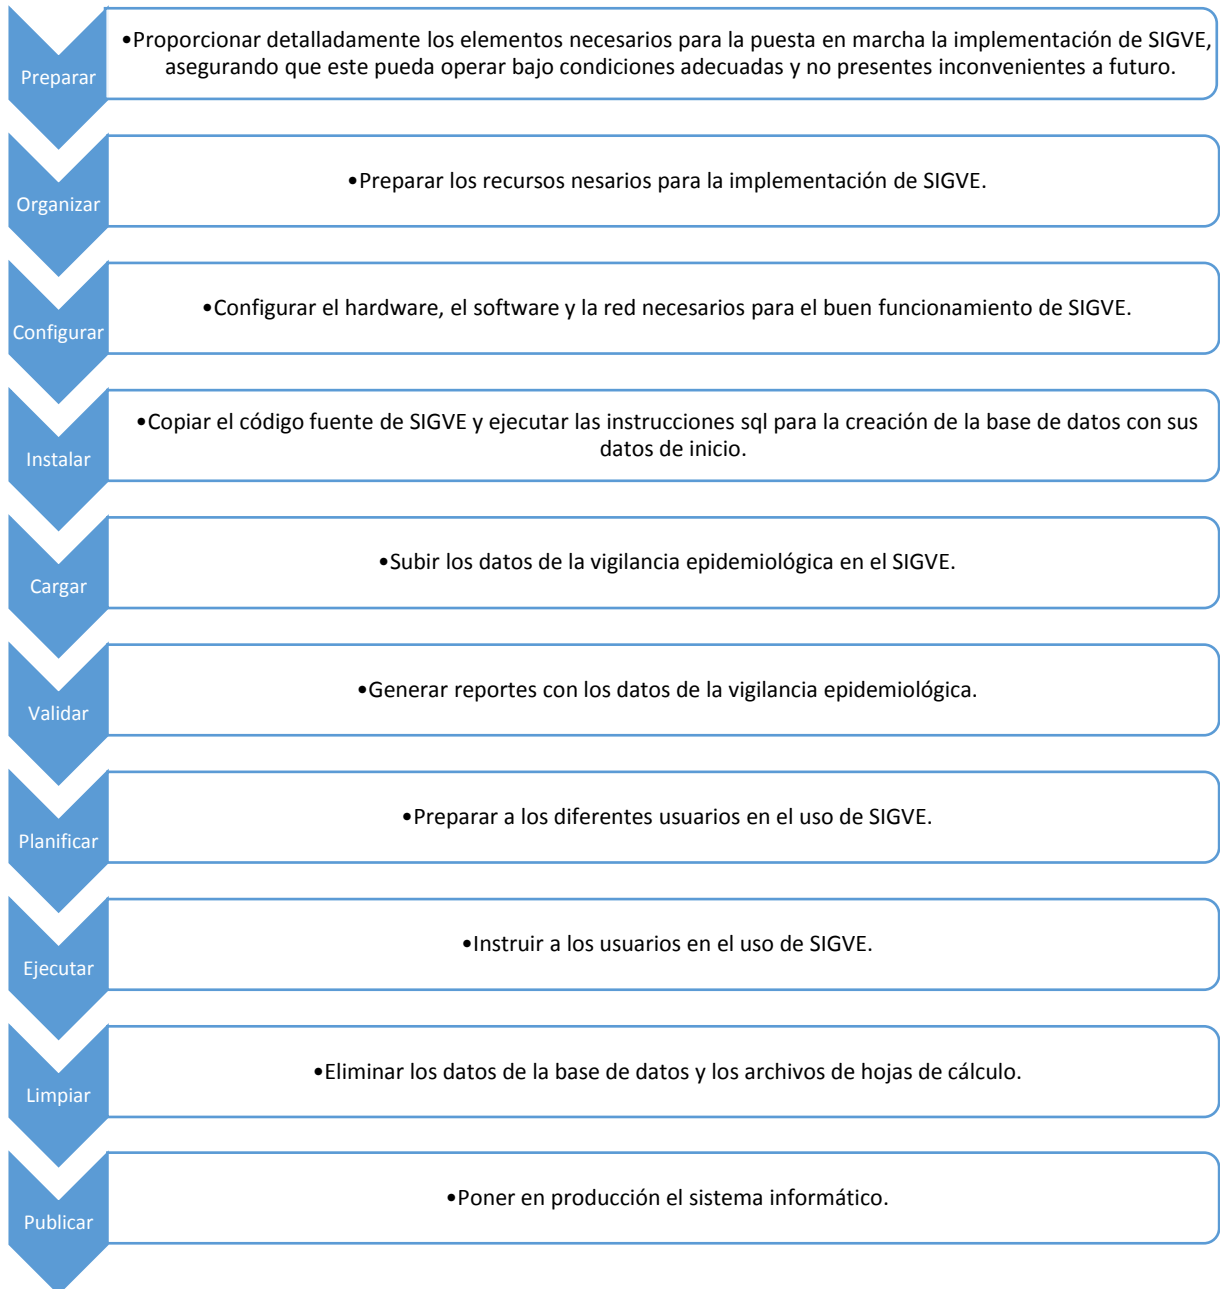 Preparar
•Proporcionar detalladamente los elementos necesarios para la puesta en marcha la implementación de SIGVE,
asegurando que este pueda operar bajo condiciones adecuadas y no presentes inconvenientes a futuro.
Organizar
•Preparar los recursos nesarios para la implementación de SIGVE.
Configurar
•Configurar el hardware, el software y la red necesarios para el buen funcionamiento de SIGVE.
Instalar
•Copiar el código fuente de SIGVE y ejecutar las instrucciones sql para la creación de la base de datos con sus
datos de inicio.
Cargar
•Subir los datos de la vigilancia epidemiológica en el SIGVE.
Validar
•Generar reportes con los datos de la vigilancia epidemiológica.
Planificar
•Preparar a los diferentes usuarios en el uso de SIGVE.
Ejecutar
•Instruir a los usuarios en el uso de SIGVE.
Limpiar
•Eliminar los datos de la base de datos y los archivos de hojas de cálculo.
Publicar
•Poner en producción el sistema informático.